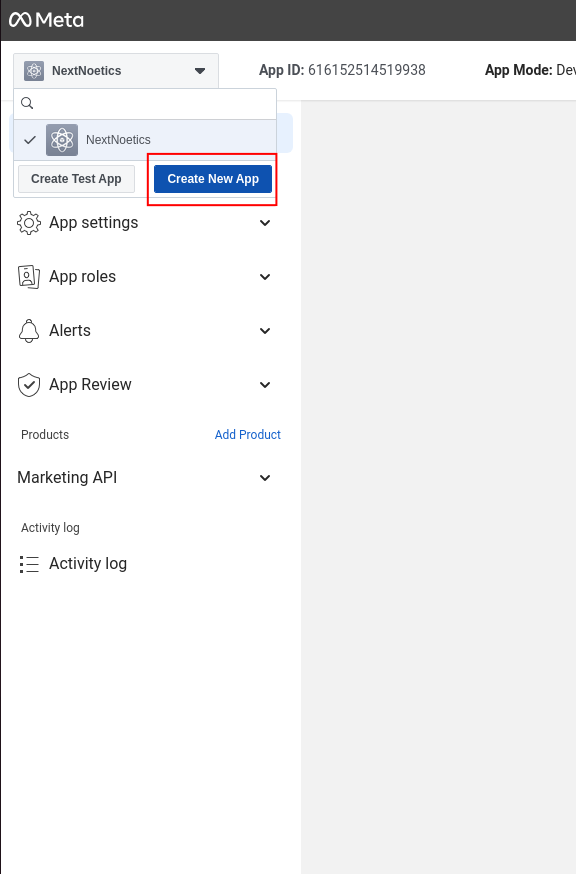 Meta
NextNoetics
App ID: 616152514519938
App Mode: Dev
NextNoetics
Create Test App
Create New App
App settings
App roles
Alerts
App Review
Products
Add Product
Marketing API
Activity log
Activity log